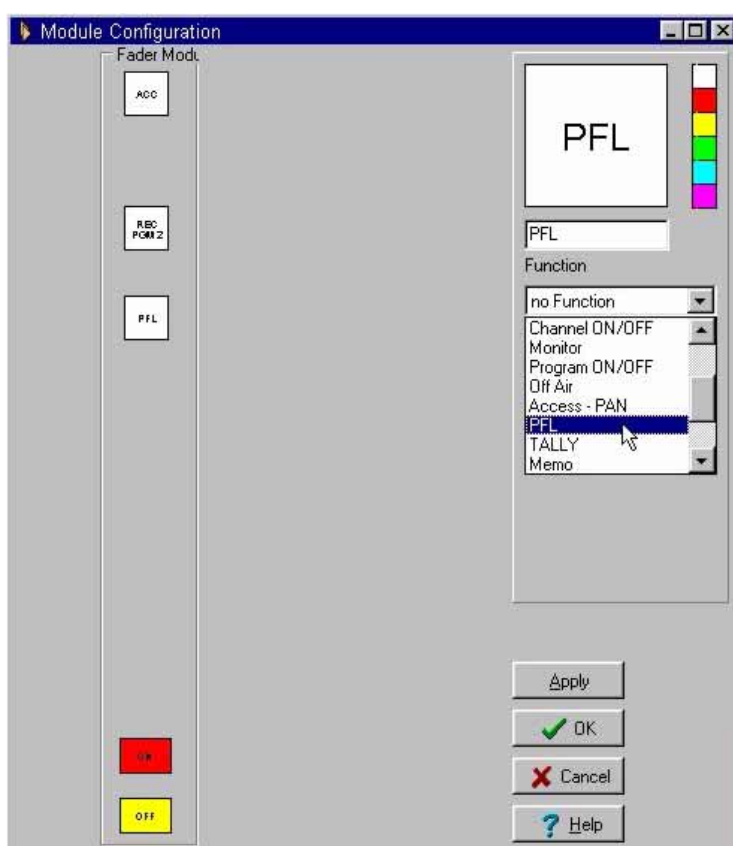 Module Configuration
Fader Modu
ACC
REC
PGM 2
PFL
ON
OFF
PFL
PFL
Function
no Function
Channel ON/OFF
Monitor
Program ON/OFF
Off Air
Access - PAN
PFL
TALLY
Memo
Apply
OK
Cancel
Help